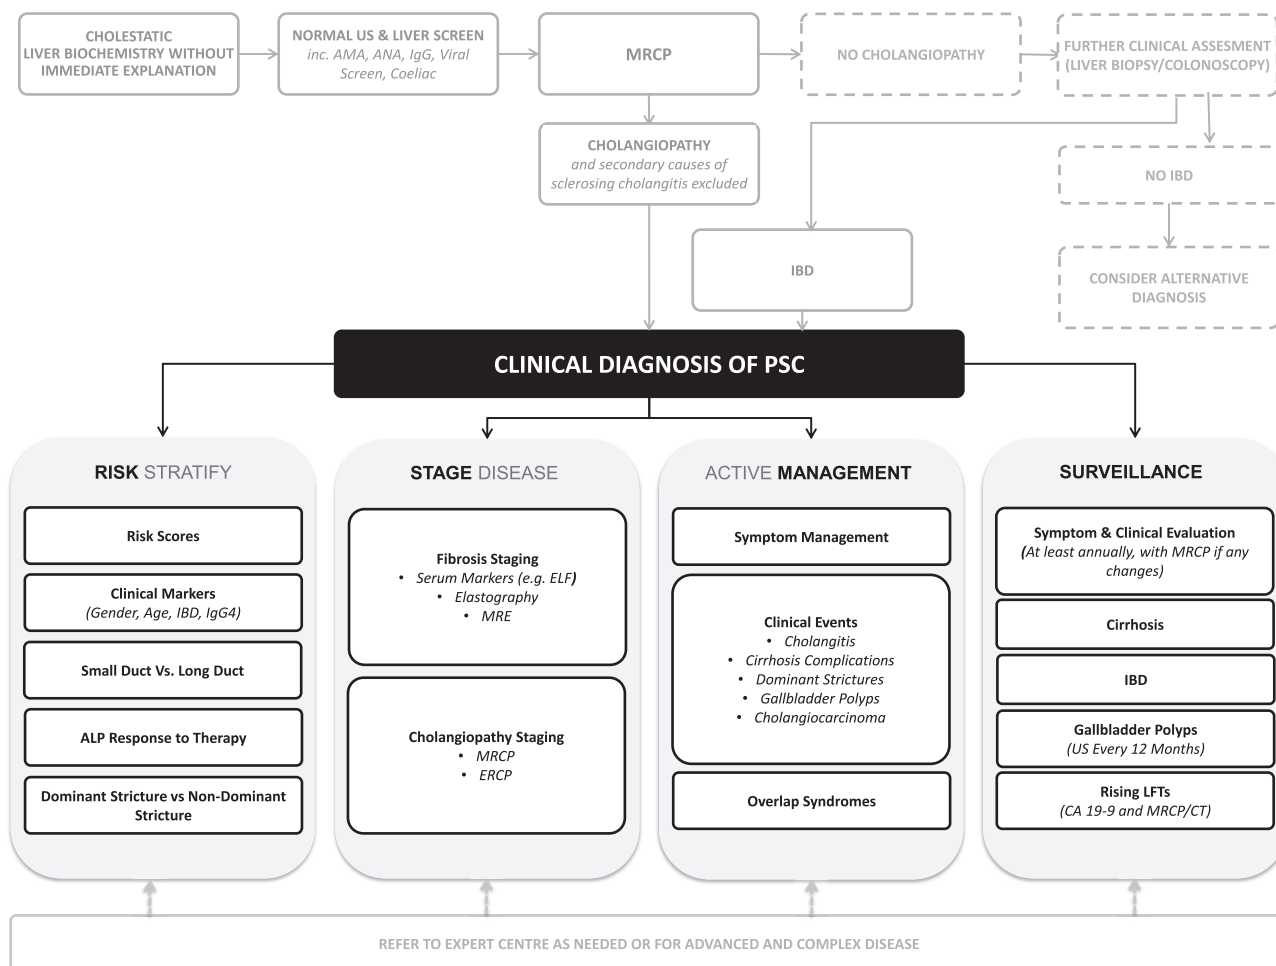 CHOLESTATIC
LIVER BIOCHEMISTRY WITHOUT
IMMEDIATE EXPLANATION
NORMAL US & LIVER SCREEN
inc. AMA, ANA, IgG, Viral
Screen, Coeliac
MRCP
NO CHOLANGIOPATHY
FURTHER CLINICAL ASSESMENT
(LIVER BIOPSY/COLONOSCOPY)
CHOLANGIOPATHY
and secondary causes of
sclerosing cholangitis excluded
NO IBD
IBD
CONSIDER ALTERNATIVE
DIAGNOSIS
CLINICAL DIAGNOSIS OF PSC
RISK STRATIFY
Risk Scores
Clinical Markers
(Gender, Age, IBD, IgG4)
Small Duct Vs. Long Duct
ALP Response to Therapy
Dominant Stricture vs Non-Dominant
Stricture
STAGE DISEASE
Fibrosis Staging
• Serum Markers (e.g. ELF)
• Elastography
• MRE
Cholangiopathy Staging
• MRCP
• ERCP
ACTIVE MANAGEMENT
Symptom Management
Clinical Events
• Cholangitis
• Cirrhosis Complications
• Dominant Strictures
• Gallbladder Polyps
• Cholangiocarcinoma
Overlap Syndromes
SURVEILLANCE
Symptom & Clinical Evaluation
(At least annually, with MRCP if any
changes)
Cirrhosis
IBD
Gallbladder Polyps
(US Every 12 Months)
Rising LFTs
(CA 19-9 and MRCP/CT)
REFER TO EXPERT CENTRE AS NEEDED OR FOR ADVANCED AND COMPLEX DISEASE